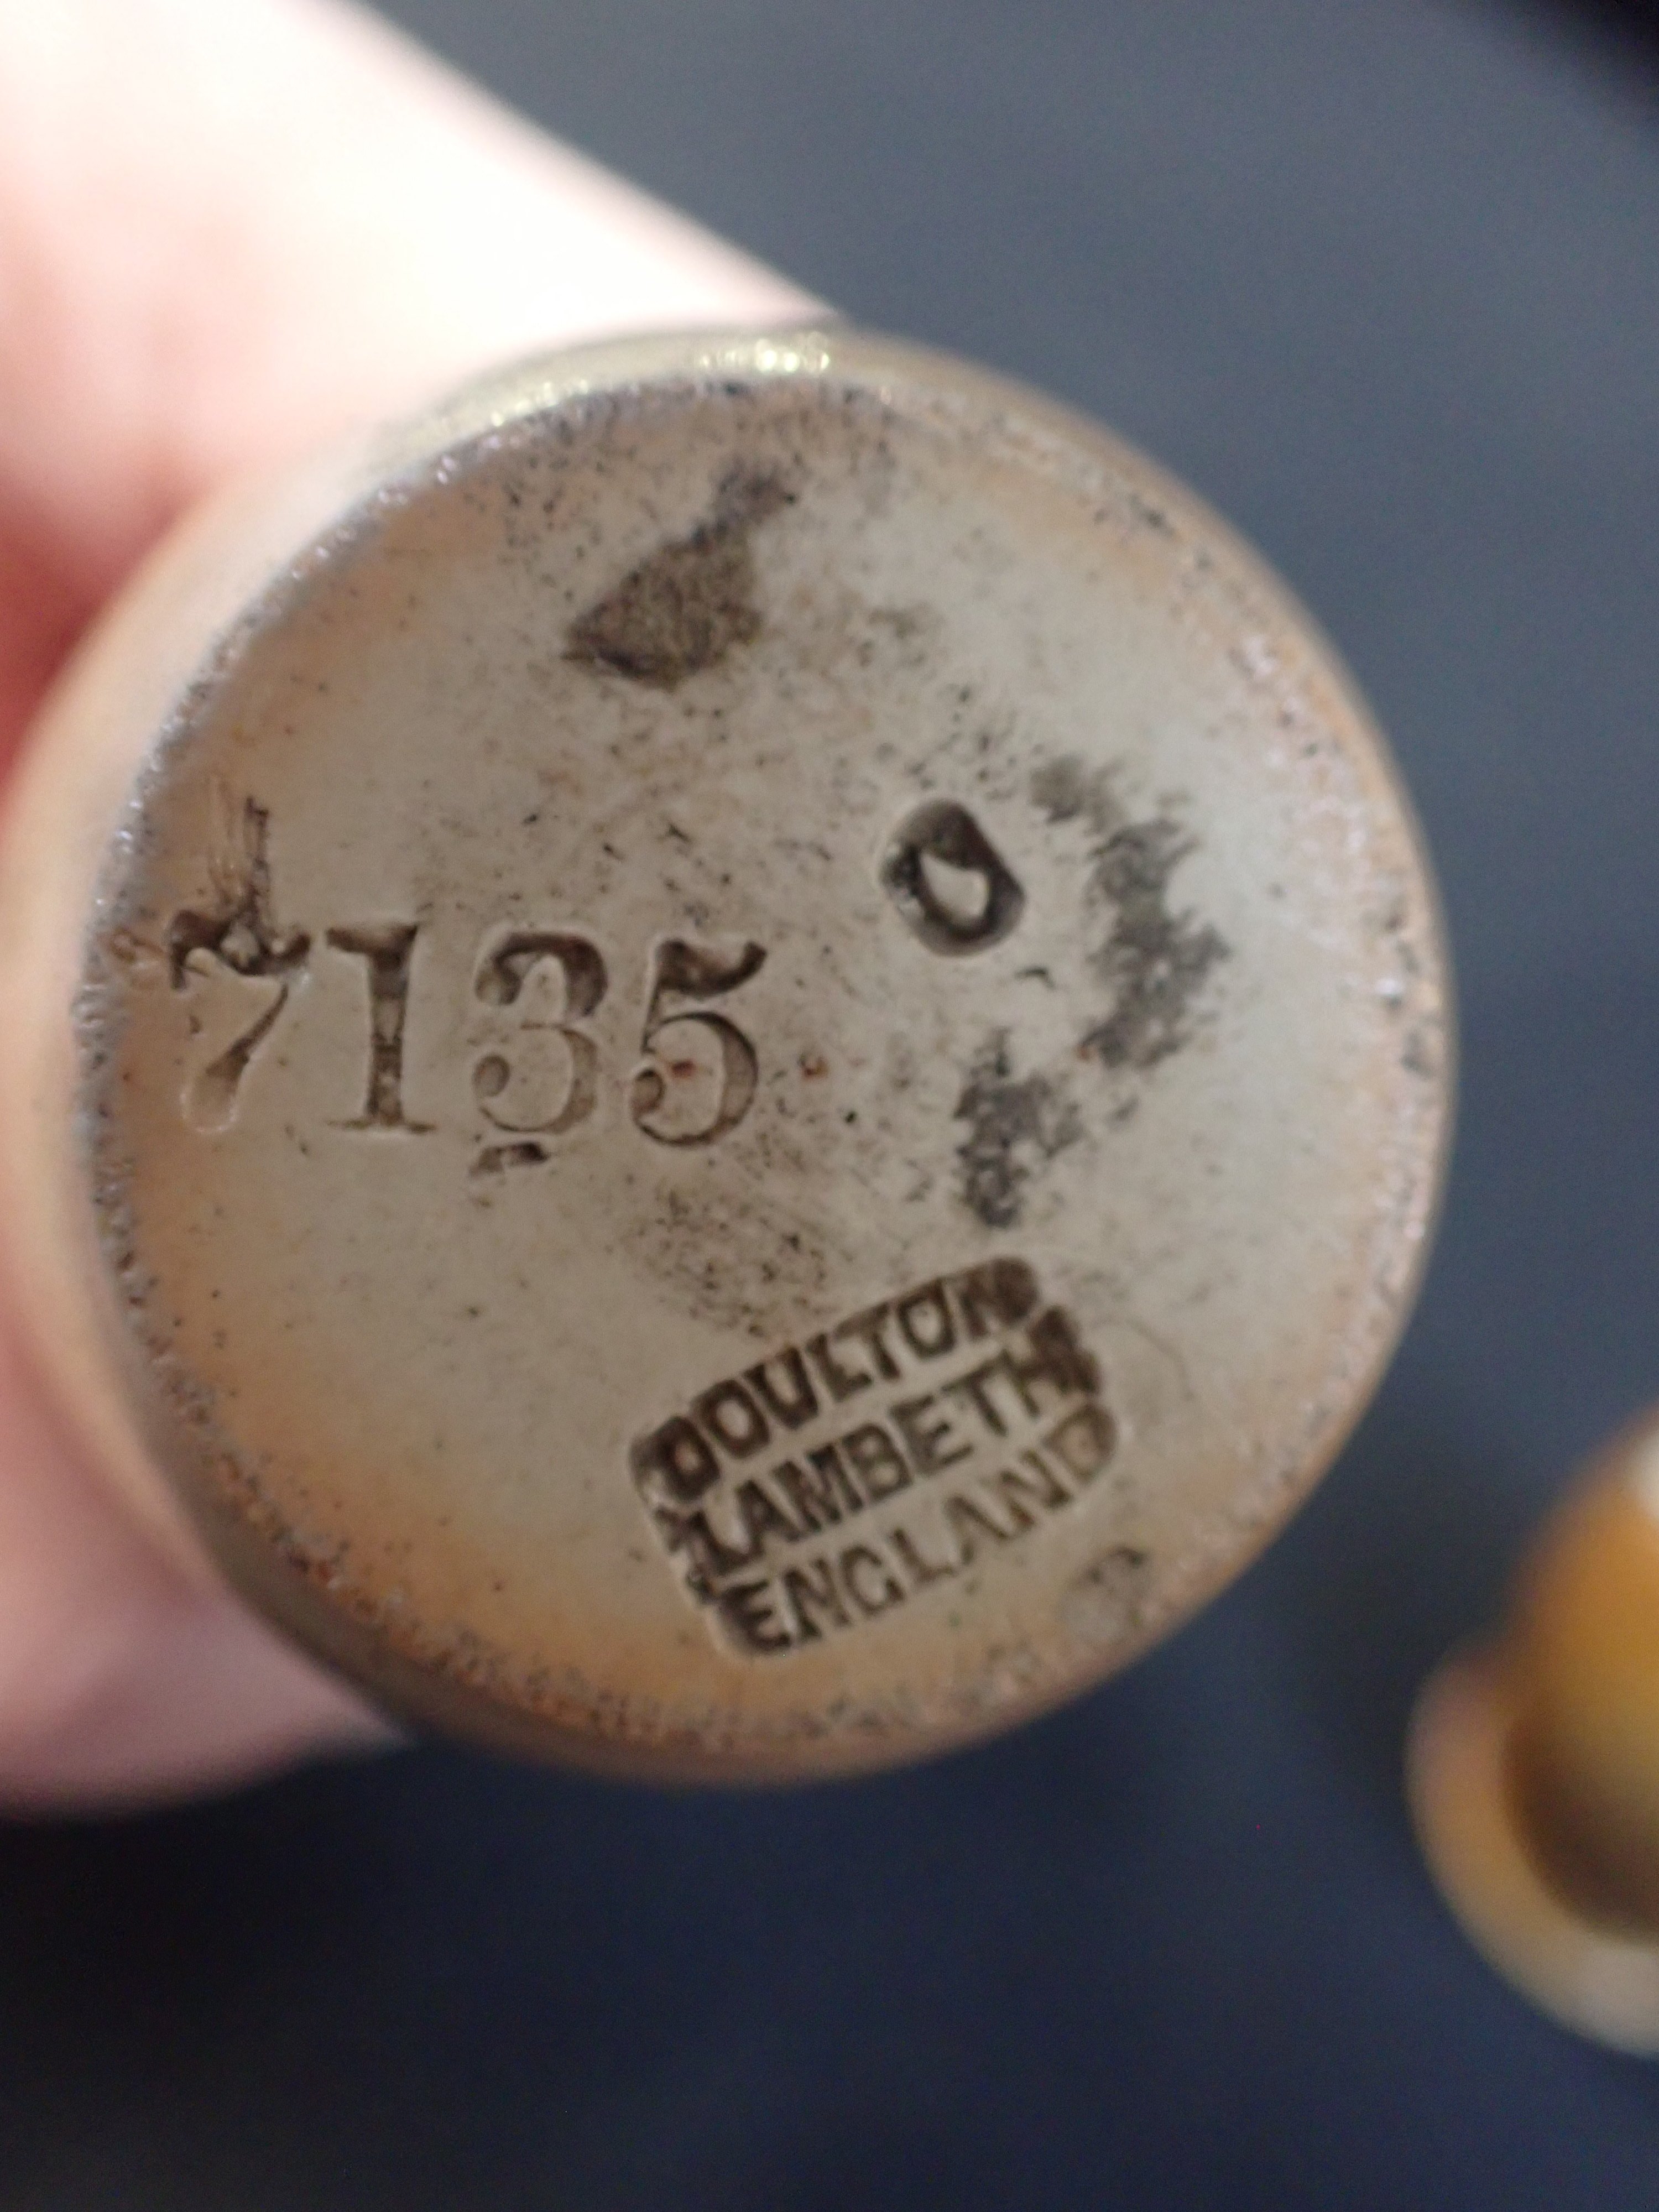 7135
DOULTON
LAMBETH
ENGLAND